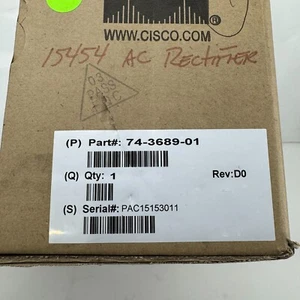 WWW.CISCO.COM
15454 AC RECTIFIER
(P) Part#: 74-3689-01
(Q) Qty: 1
Rev:D0
(S) Serial#: PAC15153011